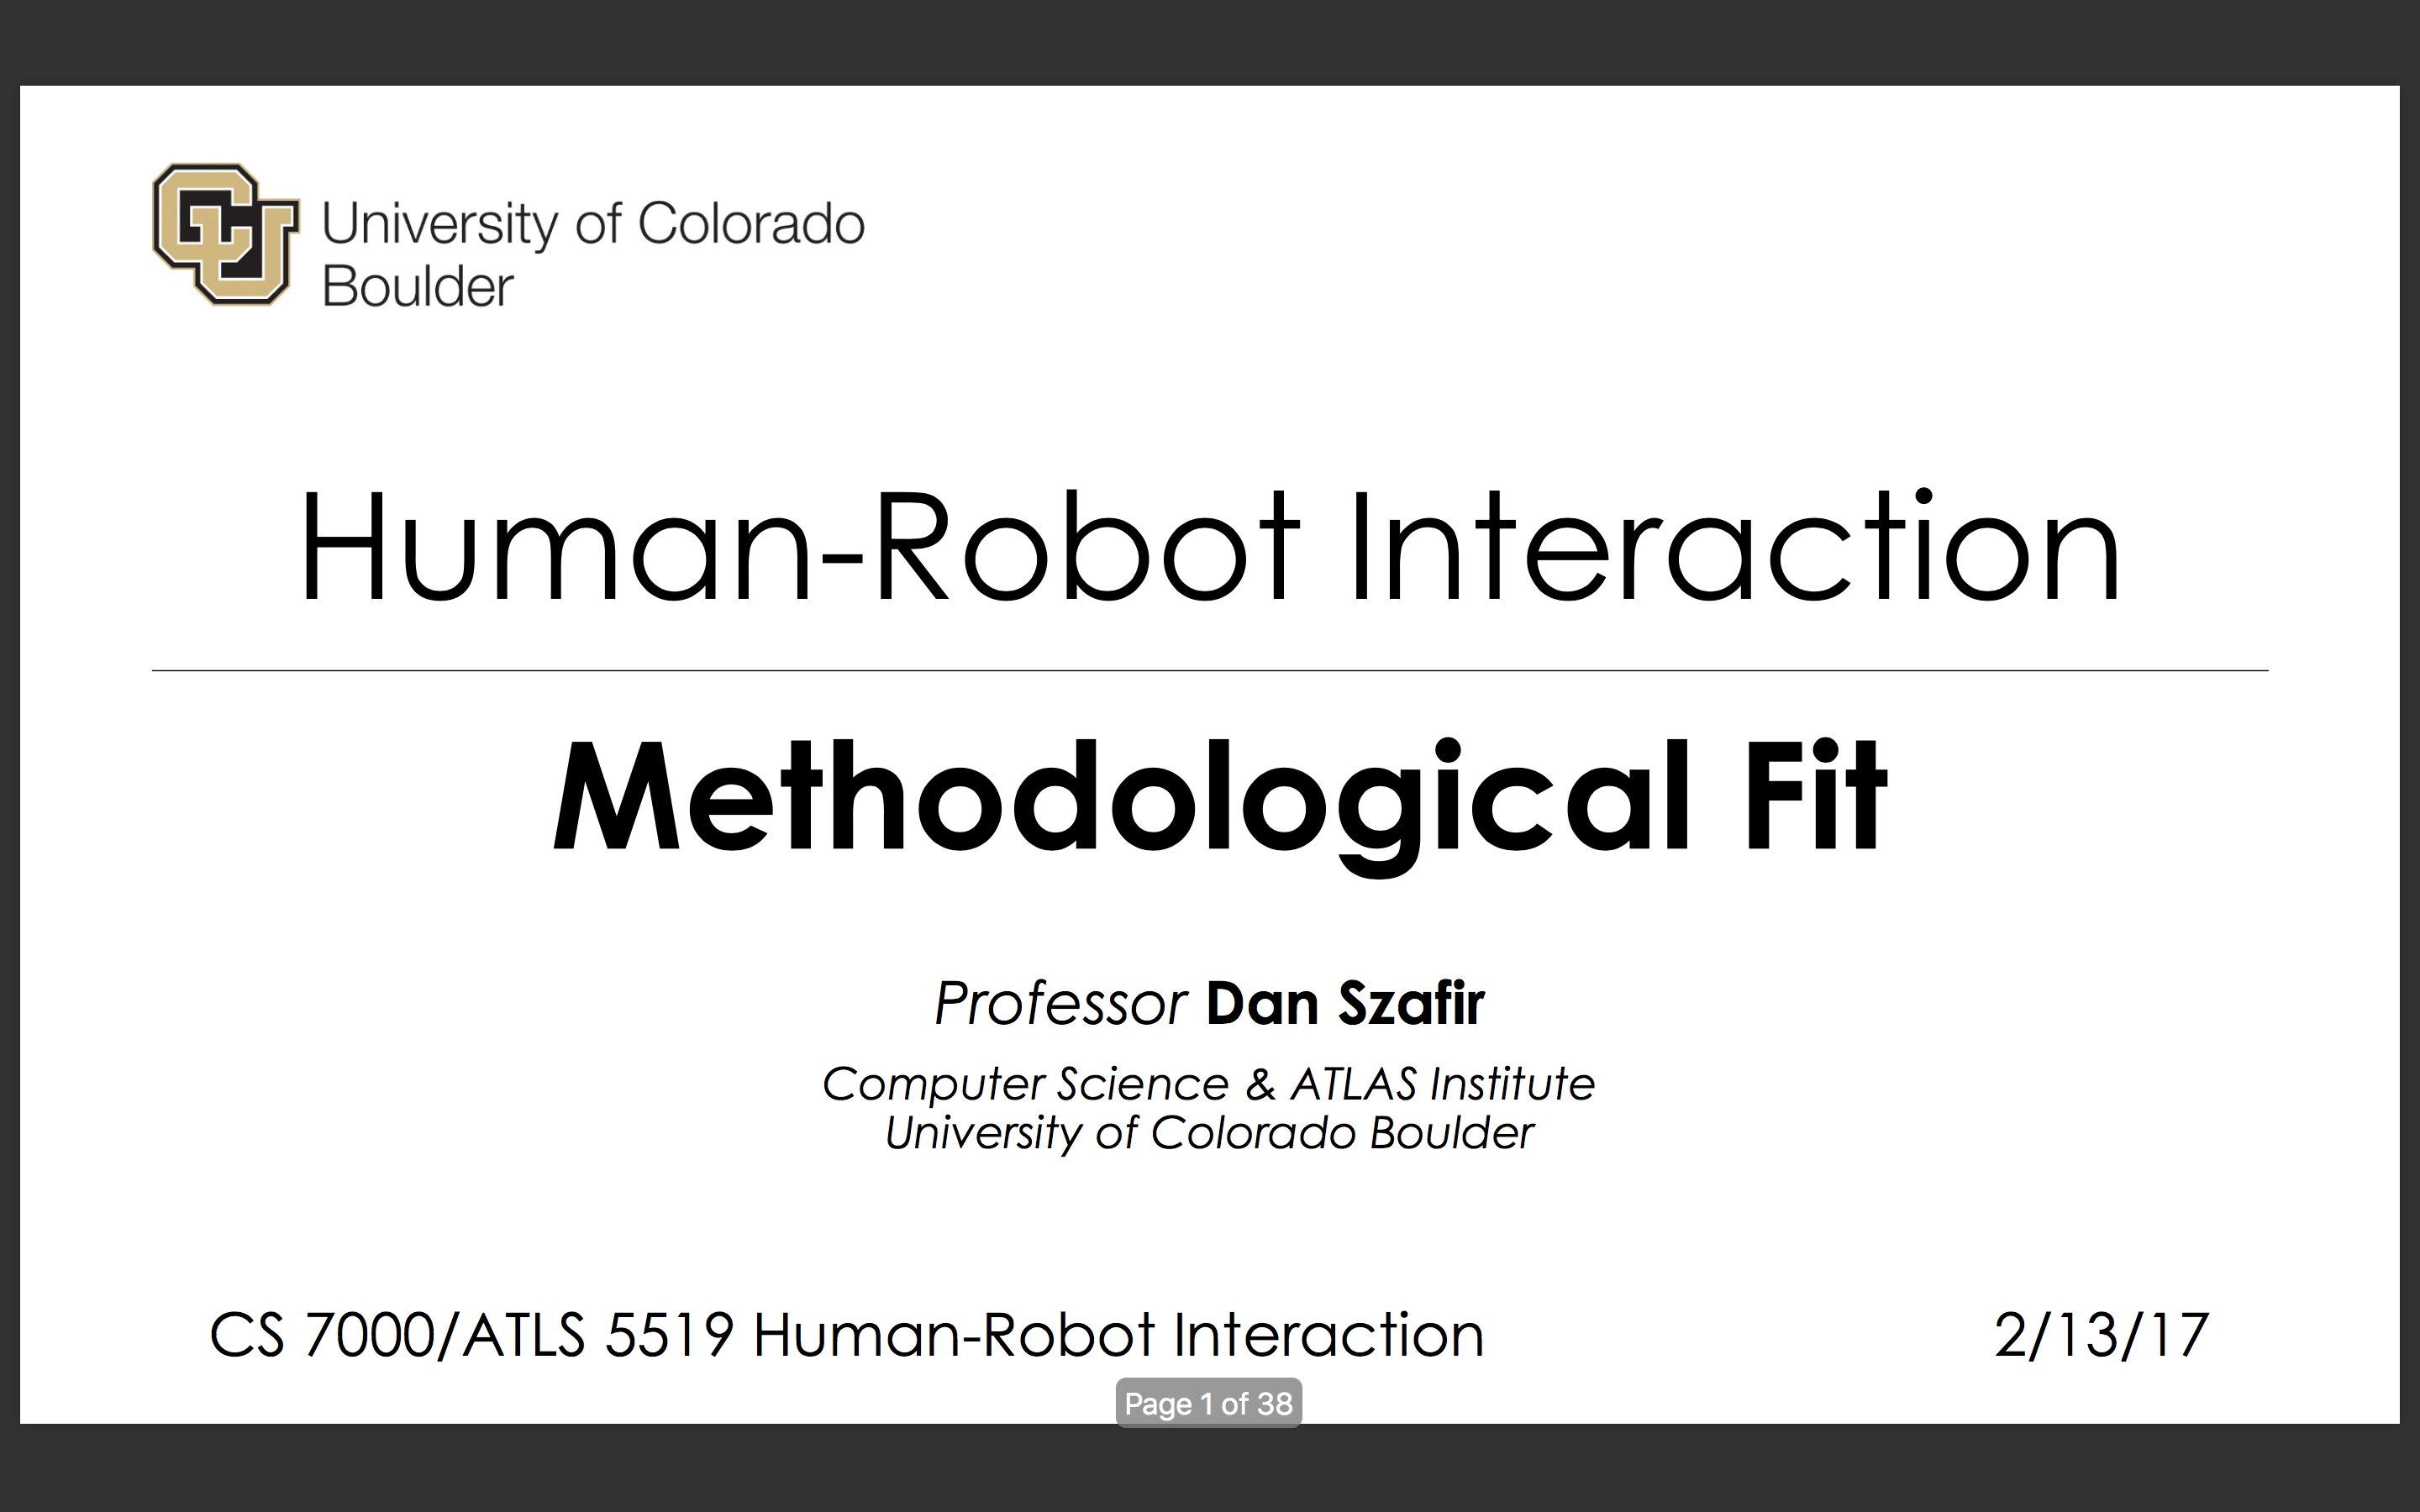 CU
University of Colorado
Boulder
Human-Robot Interaction
Methodological Fit
Professor Dan Szafir
Computer Science & ATLAS Institute
University of Colorado Boulder
CS 7000/ATLS 5519 Human-Robot Interaction 2/13/17
Page 1 of 38